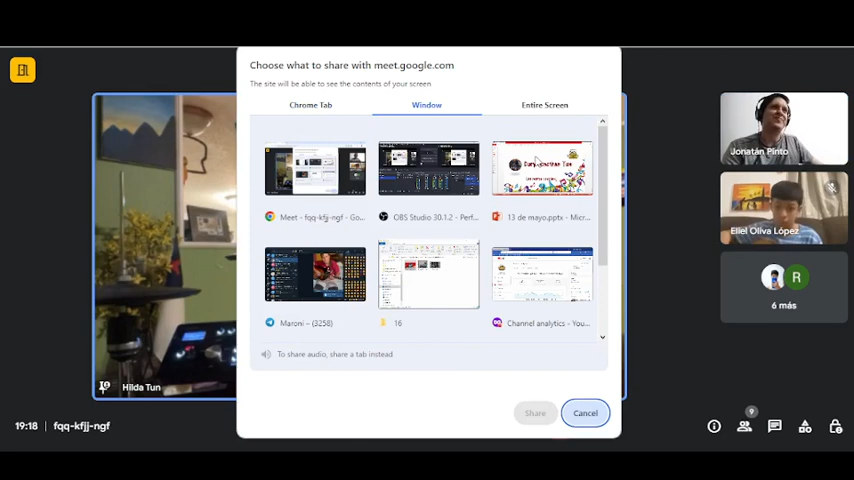 Choose what to share with meet.google.com
The site will be able to see the contents of your screen
Chrome Tab
Window
Entire Screen
Meet - fqq-kfjj-ngf - Go...
OBS Studio 30.1.2 - Perf...
13 de mayo.pptx - Micr...
Maroni – (3258)
16
Channel analytics - You...
To share audio, share a tab instead
Share
Cancel
Jonatán Pinto
Eliel Oliva López
R
6 más
Hilda Tun
19:18 | fqq-kfjj-ngf
9